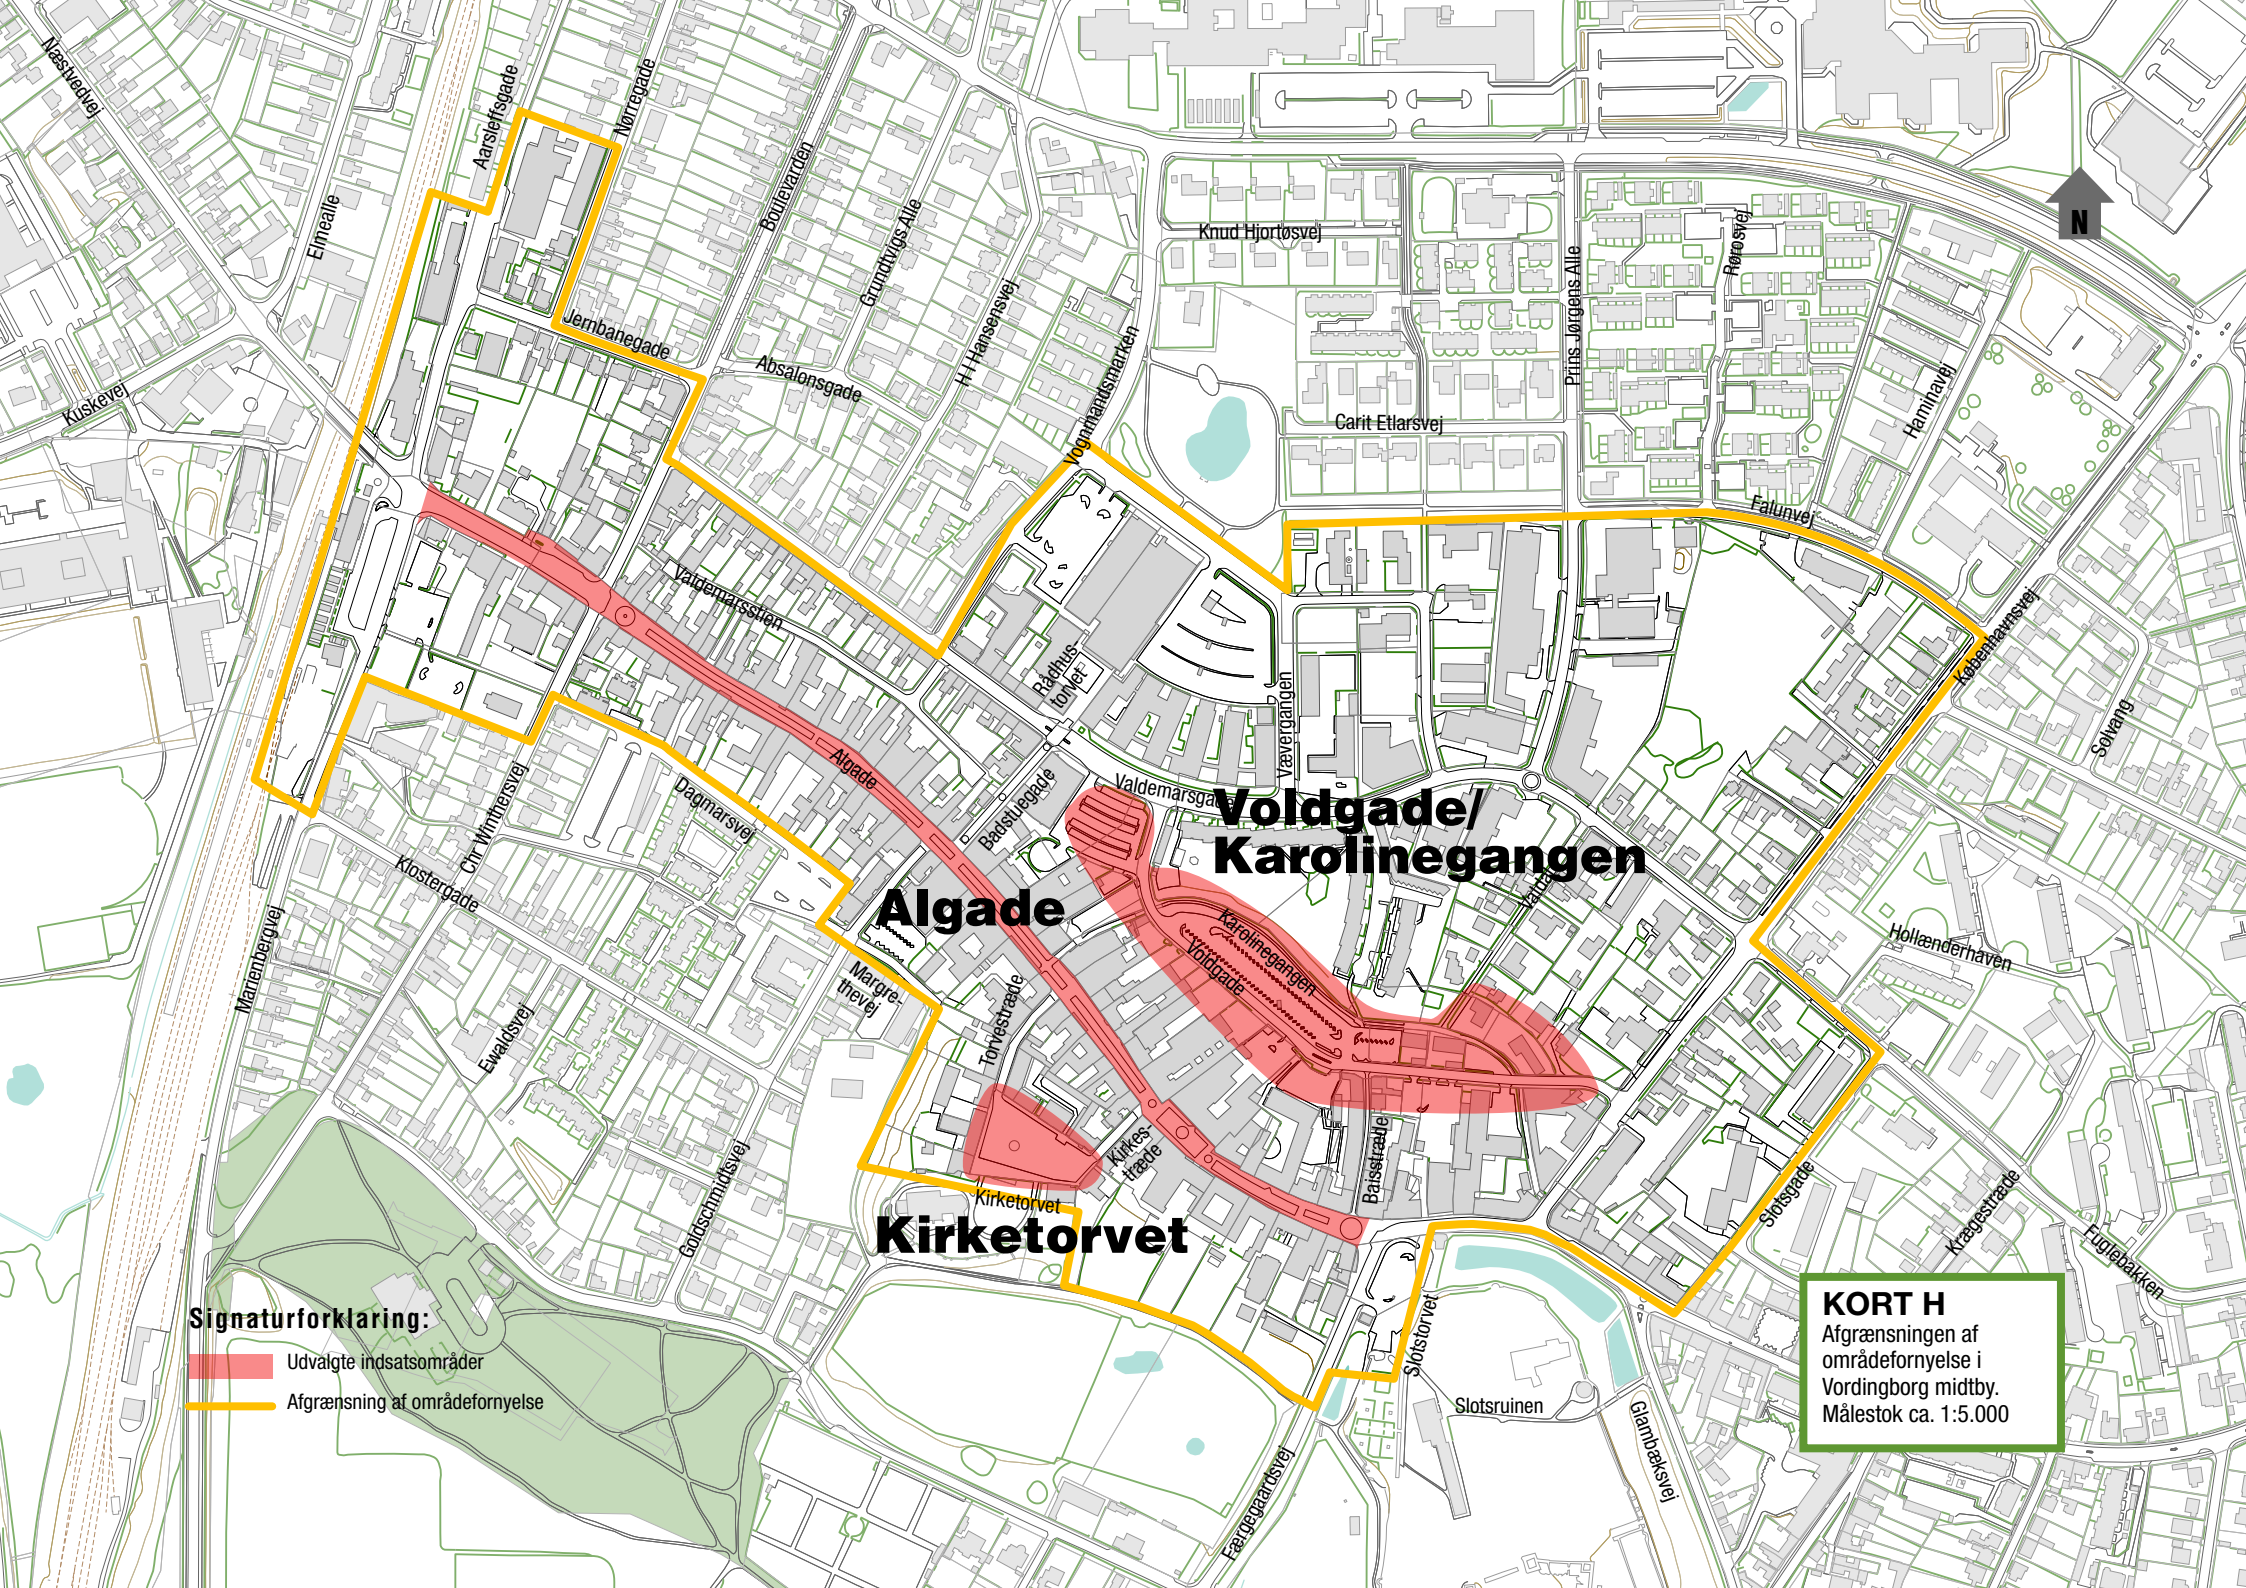 Næstvedvej
Aarsleffsgade
Nørregade
Elmealle
Boulevarden
Grundtvigs Alle
Knud Hjortøsvej
Rørosvej
N
Prins Jørgens Alle
H I Hansensvej
Jernbanegade
Absalonsgade
Vognmandsmarken
Kuskevej
Carit Etlarsvej
Haminavej
Falunvej
Valdemarsstien
Rådhus-
torvet
Københavnsvej
Vævergangen
Solvang
Algade
Chr Winthersvej
Dagmarsvej
Badstuegade
Valdemarsgade
Voldgade/
Karolinegangen
Klostergade
Algade
Marienbergvej
Margre-
thevej
Karolinegangen
Voldgade
Hollænderhaven
Ewaldsvej
Torvestræde
Kirkes-
træde
Baisstræde
Goldschmidtsvej
Kirketorvet
Kirketorvet
Slotsgade
Krægestræde
Fuglebakken
Slotstorvet
Slotsruinen
Glambæksvej
Færgegaardsvej
Signaturforklaring:
Udvalgte indsatsområder
Afgrænsning af områdefornyelse
KORT H
Afgrænsningen af
områdefornyelse i
Vordingborg midtby.
Målestok ca. 1:5.000